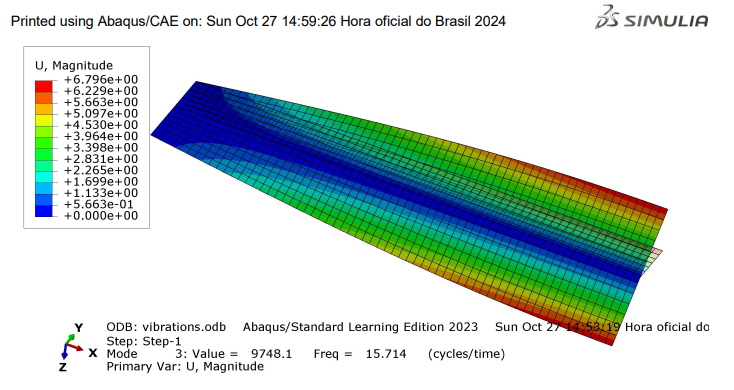 Printed using Abaqus/CAE on: Sun Oct 27 14:59:26 Hora oficial do Brasil 2024
SIMULIA
U, Magnitude
+6.796e+00
+6.229e+00
+5.663e+00
+5.097e+00
+4.530e+00
+3.964e+00
+3.398e+00
+2.831e+00
+2.265e+00
+1.699e+00
+1.133e+00
+5.663e-01
+0.000e+00
Y
X
Z
ODB: vibrations.odb Abaqus/Standard Learning Edition 2023 Sun Oct 27 14:53:19 Hora oficial do
Step: Step-1
Mode 3: Value = 9748.1 Freq = 15.714 (cycles/time)
Primary Var: U, Magnitude